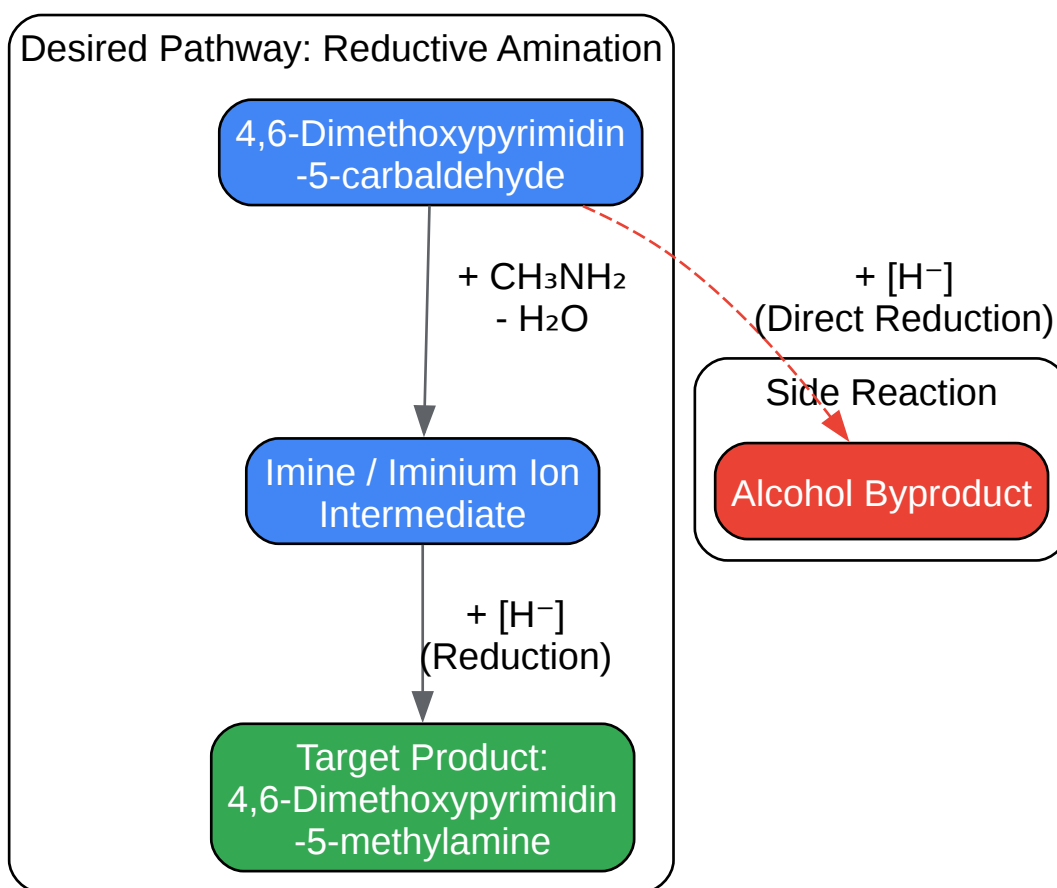 Desired Pathway: Reductive Amination
4,6-Dimethoxypyrimidin
-5-carbaldehyde
+ CH₃NH₂
- H₂O
+ [H⁻]
(Direct Reduction)
Side Reaction
Alcohol Byproduct
Imine / Iminium Ion
Intermediate
+ [H⁻]
(Reduction)
Target Product:
4,6-Dimethoxypyrimidin
-5-methylamine